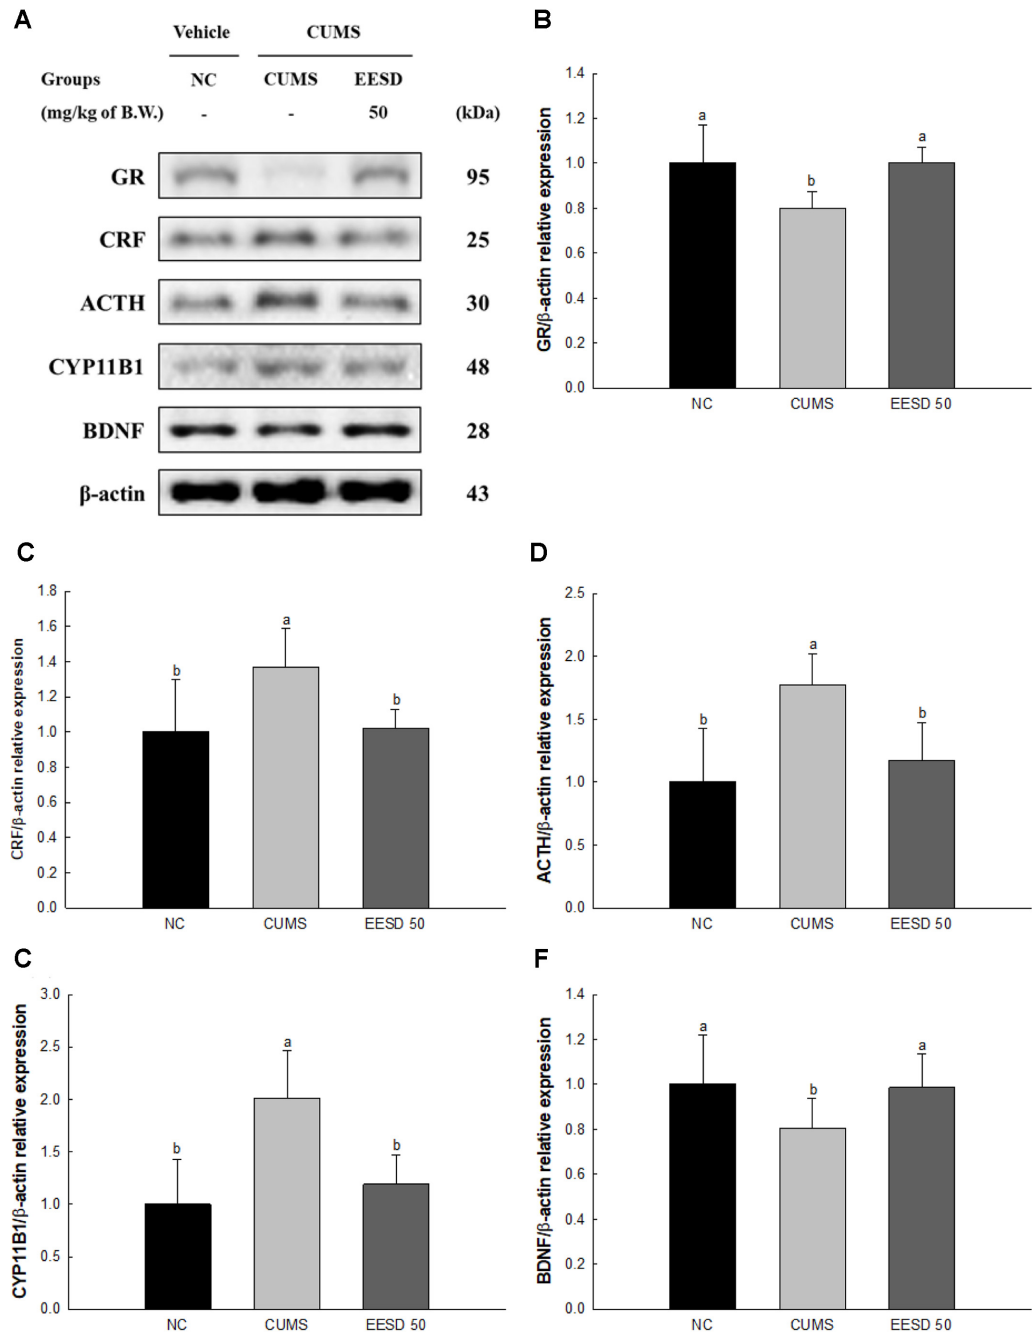 A
Vehicle CUMS
Groups NC CUMS EESD
(mg/kg of B.W.) - - 50 (kDa)
GR 95
CRF 25
ACTH 30
CYP11B1 48
BDNF 28
β-actin 43
B
GR/β-actin relative expression
1.4
1.2
1.0
0.8
0.6
0.4
0.2
0.0
a
b
a
NC CUMS EESD 50
C
CRF/β-actin relative expression
1.8
1.6
1.4
1.2
1.0
0.8
0.6
0.4
0.2
0.0
b
a
b
NC CUMS EESD 50
D
ACTH/β-actin relative expression
2.5
2.0
1.5
1.0
0.5
0.0
b
a
b
NC CUMS EESD 50
C
CYP11B1/β-actin relative expression
3.0
2.5
2.0
1.5
1.0
0.5
0.0
b
a
b
NC CUMS EESD 50
F
BDNF/β-actin relative expression
1.4
1.2
1.0
0.8
0.6
0.4
0.2
0.0
a
b
a
NC CUMS EESD 50